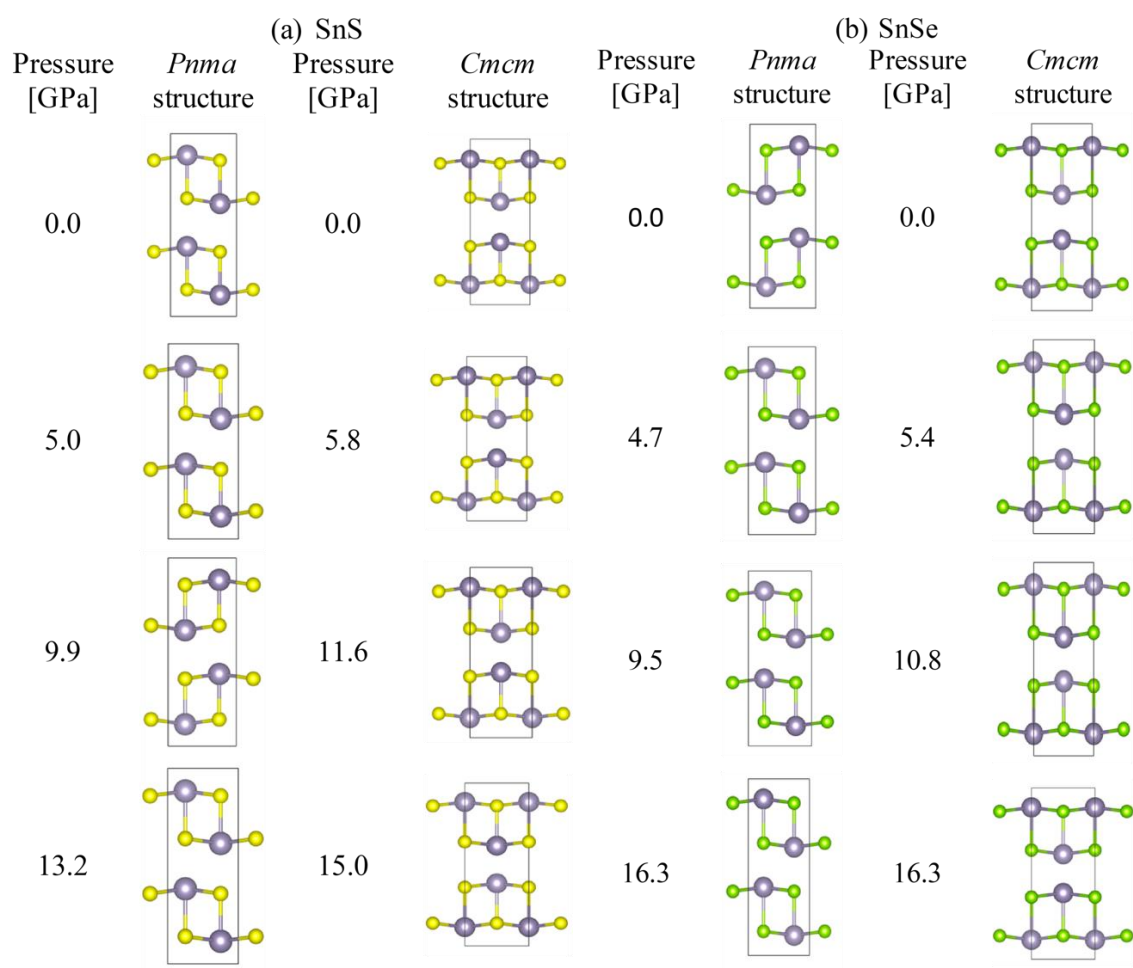 (a) SnS (b) SnSe
Pressure Pnma Pressure Cmcm Pressure Pnma Pressure Cmcm
[GPa] structure [GPa] structure [GPa] structure [GPa] structure
0.0 0.0 0.0 0.0
5.0 5.8 4.7 5.4
9.9 11.6 9.5 10.8
13.2 15.0 16.3 16.3